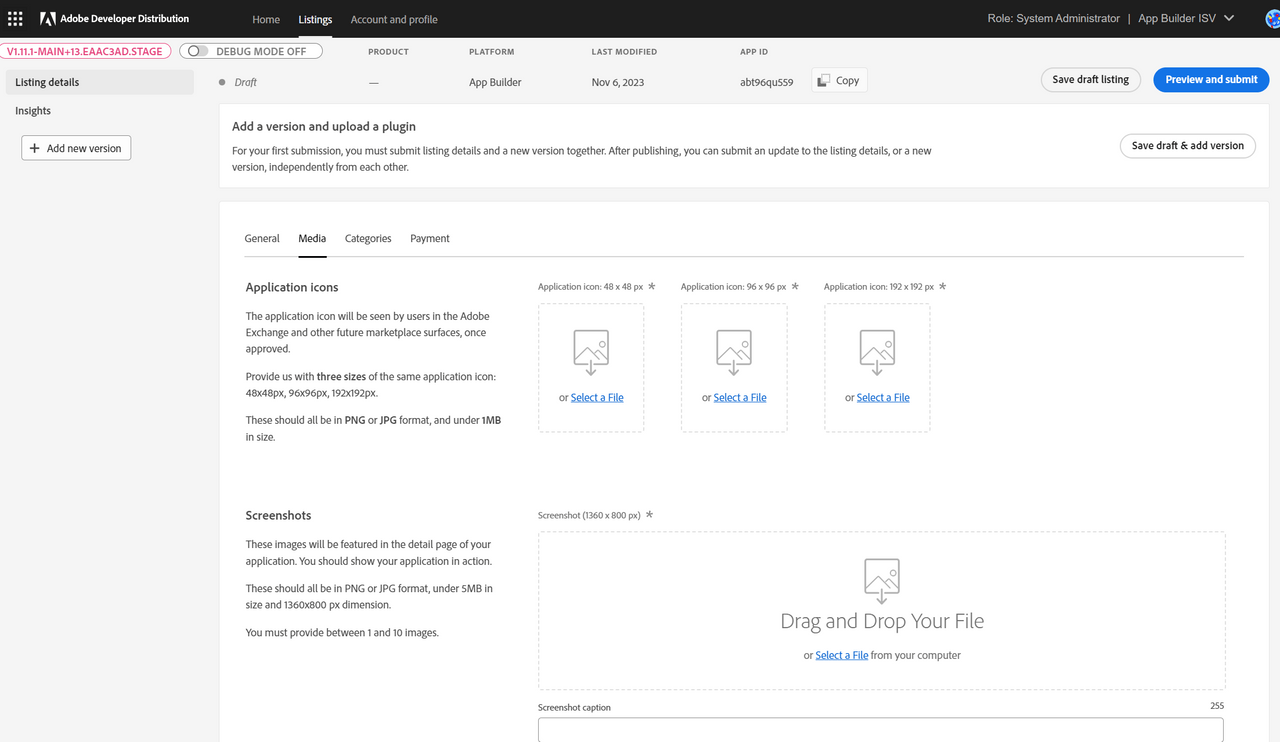 Adobe Developer Distribution
Home Listings Account and profile
Role: System Administrator | App Builder ISV
V1.11.1-MAIN+13.EAAC3AD.STAGE
DEBUG MODE OFF
PRODUCT PLATFORM LAST MODIFIED APP ID
Listing details
Draft — App Builder Nov 6, 2023 abt96qu559 Copy
Save draft listing
Preview and submit
Insights
Add new version
Add a version and upload a plugin
For your first submission, you must submit listing details and a new version together. After publishing, you can submit an update to the listing details, or a new
version, independently from each other.
Save draft & add version
General Media Categories Payment
Application icons
The application icon will be seen by users in the Adobe
Exchange and other future marketplace surfaces, once
approved.
Provide us with three sizes of the same application icon:
48x48px, 96x96px, 192x192px.
These should all be in PNG or JPG format, and under 1MB
in size.
Application icon: 48 x 48 px *
or Select a File
Application icon: 96 x 96 px *
or Select a File
Application icon: 192 x 192 px *
or Select a File
Screenshots
These images will be featured in the detail page of your
application. You should show your application in action.
These should all be in PNG or JPG format, under 5MB in
size and 1360x800 px dimension.
You must provide between 1 and 10 images.
Screenshot (1360 x 800 px) *
Drag and Drop Your File
or Select a File from your computer
Screenshot caption 255